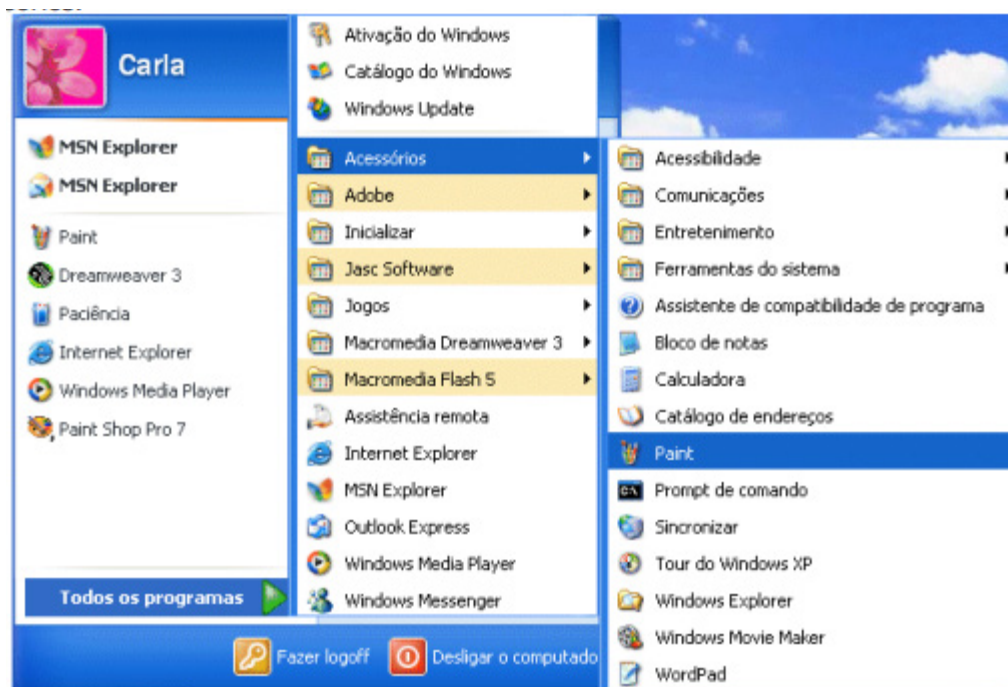 Carla
MSN Explorer
MSN Explorer
Paint
Dreamweaver 3
Paciência
Internet Explorer
Windows Media Player
Paint Shop Pro 7
Todos os programas
Ativação do Windows
Catálogo do Windows
Windows Update
Acessórios
Adobe
Inicializar
Jasc Software
Jogos
Macromedia Dreamweaver 3
Macromedia Flash 5
Assistência remota
Internet Explorer
MSN Explorer
Outlook Express
Windows Media Player
Windows Messenger
Acessibilidade
Comunicações
Entretenimento
Ferramentas do sistema
Assistente de compatibilidade de programa
Bloco de notas
Calculadora
Catálogo de endereços
Paint
Prompt de comando
Sincronizar
Tour do Windows XP
Windows Explorer
Windows Movie Maker
WordPad
Fazer logoff
Desligar o computado